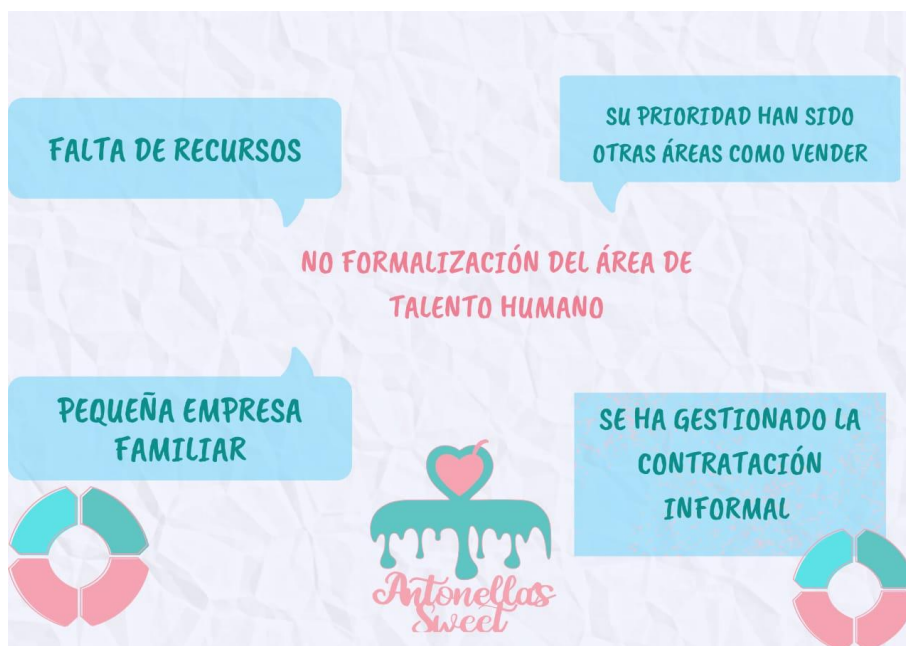 FALTA DE RECURSOS
SU PRIORIDAD HAN SIDO
OTRAS ÁREAS COMO VENDER
NO FORMALIZACIÓN DEL ÁREA DE
TALENTO HUMANO
PEQUEÑA EMPRESA
FAMILIAR
SE HA GESTIONADO LA
CONTRATACIÓN
INFORMAL
Antonellas
Sweet